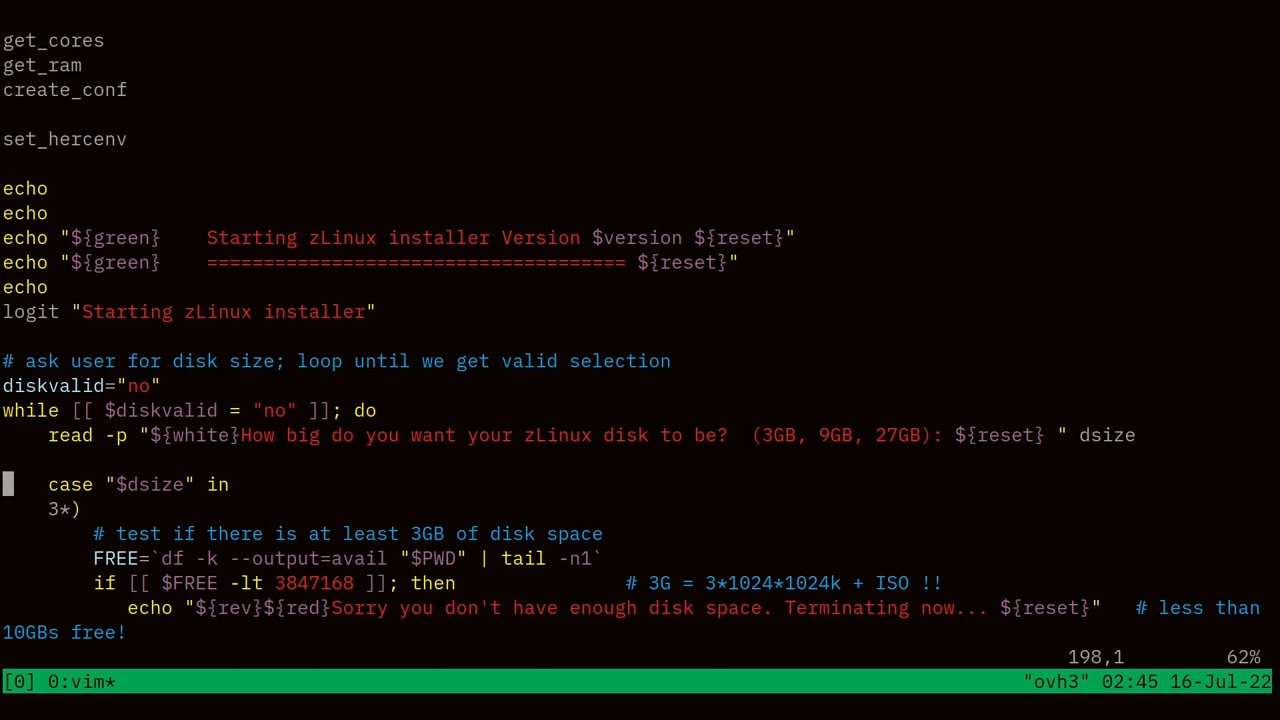 get_cores
get_ram
create_conf
set_hercenv
echo
echo
echo "${green}    Starting zLinux installer Version $version ${reset}"
echo "${green}    ===================================== ${reset}"
echo
logit "Starting zLinux installer"
# ask user for disk size; loop until we get valid selection
diskvalid="no"
while [[ $diskvalid = "no" ]]; do
    read -p "${white}How big do you want your zLinux disk to be?  (3GB, 9GB, 27GB): ${reset} " dsize
    case "$dsize" in
    3*)
        # test if there is at least 3GB of disk space
        FREE=`df -k --output=avail "$PWD" | tail -n1`
        if [[ $FREE -lt 3847168 ]]; then               # 3G = 3*1024*1024k + ISO !!
           echo "${rev}${red}Sorry you don't have enough disk space. Terminating now... ${reset}"   # less than
10GBs free!
198,1         62%
[0] 0:vim* "ovh3" 02:45 16-Jul-22